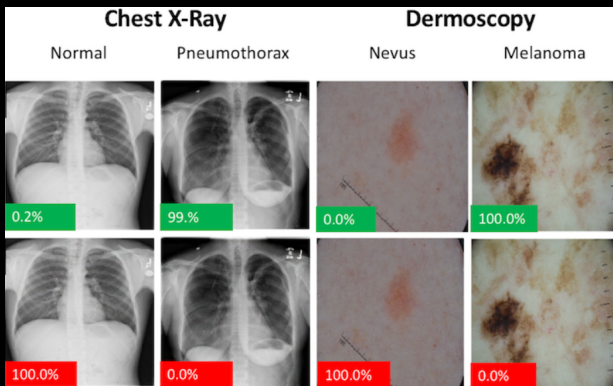 Chest X-Ray Dermoscopy
Normal Pneumothorax Nevus Melanoma
0.2% 99.% 0.0% 100.0%
100.0% 0.0% 100.0% 0.0%